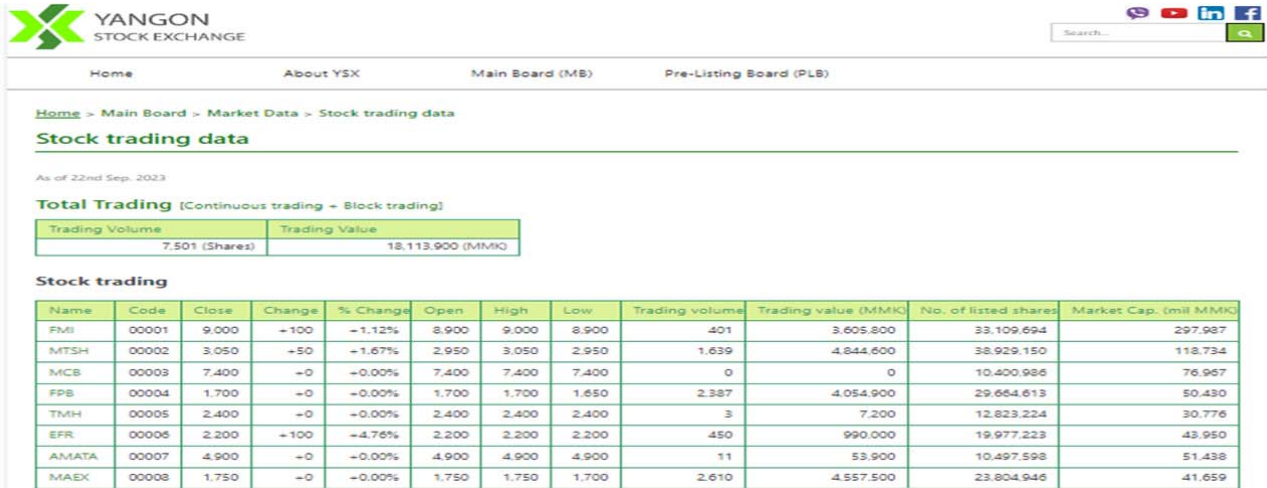 YANGON
STOCK EXCHANGE
Search...
Home About YSX Main Board (MB) Pre-Listing Board (PLB)
Home > Main Board > Market Data > Stock trading data
Stock trading data
As of 22nd Sep. 2023
Total Trading [Continuous trading + Block trading]
Trading Volume Trading Value
7,501 (Shares) 18,113,900 (MMK)
Stock trading
Name Code Close Change % Change Open High Low Trading volume Trading value (MMK) No. of listed shares Market Cap. (mil MMK)
FMI 00001 9,000 +100 +1.12% 8,900 9,000 8,900 401 3,605,800 33,109,694 297,987
MTSH 00002 3,050 +50 +1.67% 2,950 3,050 2,950 1,639 4,844,600 38,929,150 118,734
MCB 00003 7,400 +0 +0.00% 7,400 7,400 7,400 0 0 10,400,986 76,967
FPB 00004 1,700 +0 +0.00% 1,700 1,700 1,650 2,387 4,054,900 29,664,613 50,430
TMH 00005 2,400 +0 +0.00% 2,400 2,400 2,400 3 7,200 12,823,224 30,776
EFR 00006 2,200 +100 +4.76% 2,200 2,200 2,200 450 990,000 19,977,223 43,950
AMATA 00007 4,900 +0 +0.00% 4,900 4,900 4,900 11 53,900 10,497,598 51,438
MAEX 00008 1,750 +0 +0.00% 1,750 1,750 1,700 2,610 4,557,500 23,804,946 41,659